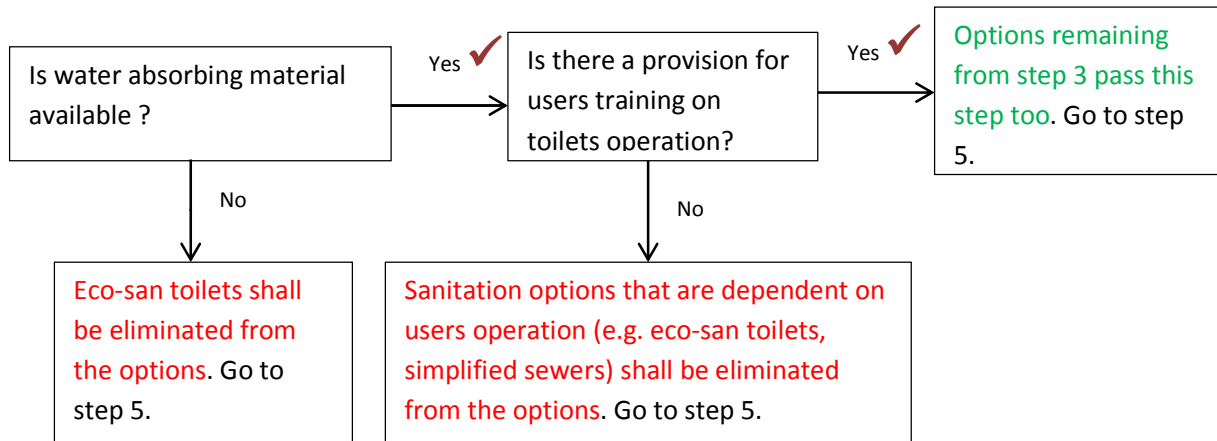 Is water absorbing material
available ?
Yes
Is there a provision for
users training on
toilets operation?
Yes
Options remaining
from step 3 pass this
step too. Go to step
5.
No
No
Eco-san toilets shall
be eliminated from
the options. Go to
step 5.
Sanitation options that are dependent on
users operation (e.g. eco-san toilets,
simplified sewers) shall be eliminated
from the options. Go to step 5.